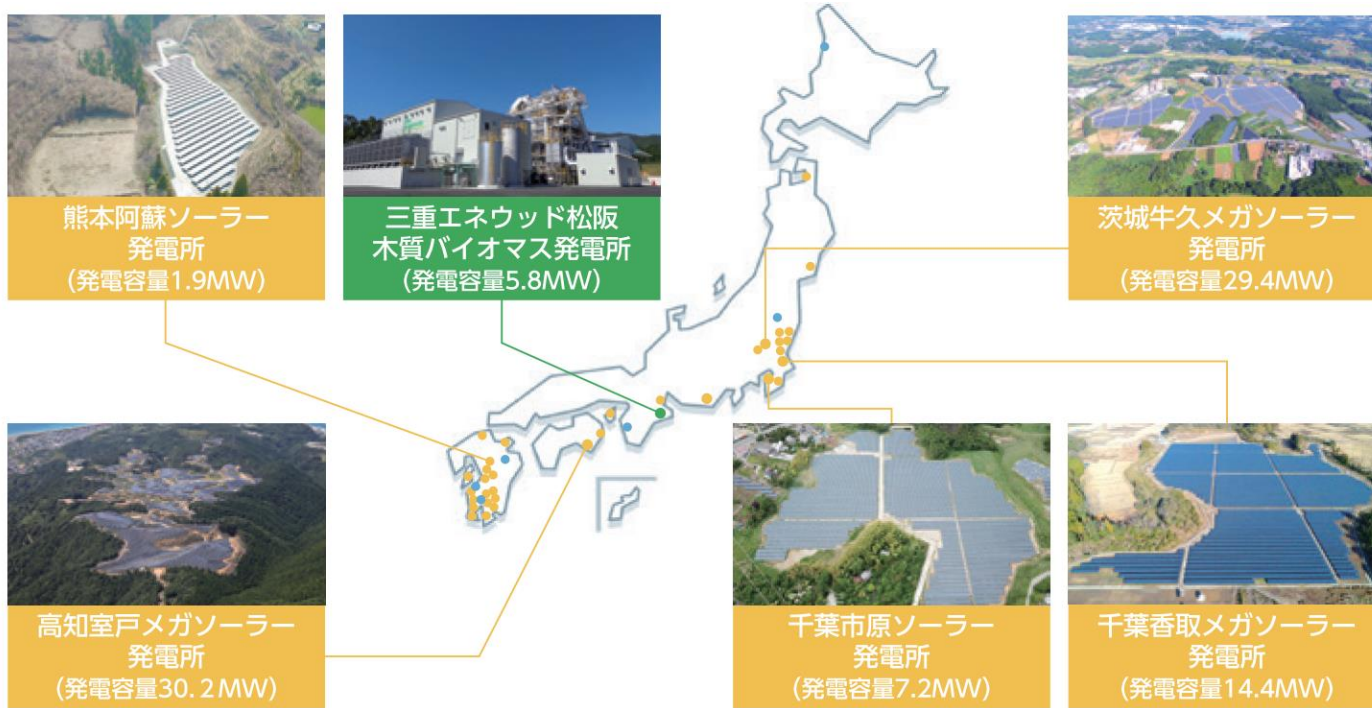 熊本阿蘇ソーラー
発電所
(発電容量1.9MW)
三重エネウッド松阪
木質バイオマス発電所
(発電容量5.8MW)
茨城牛久メガソーラー
発電所
(発電容量29.4MW)
高知室戸メガソーラー
発電所
(発電容量30.2MW)
千葉市原ソーラー
発電所
(発電容量7.2MW)
千葉香取メガソーラー
発電所
(発電容量14.4MW)